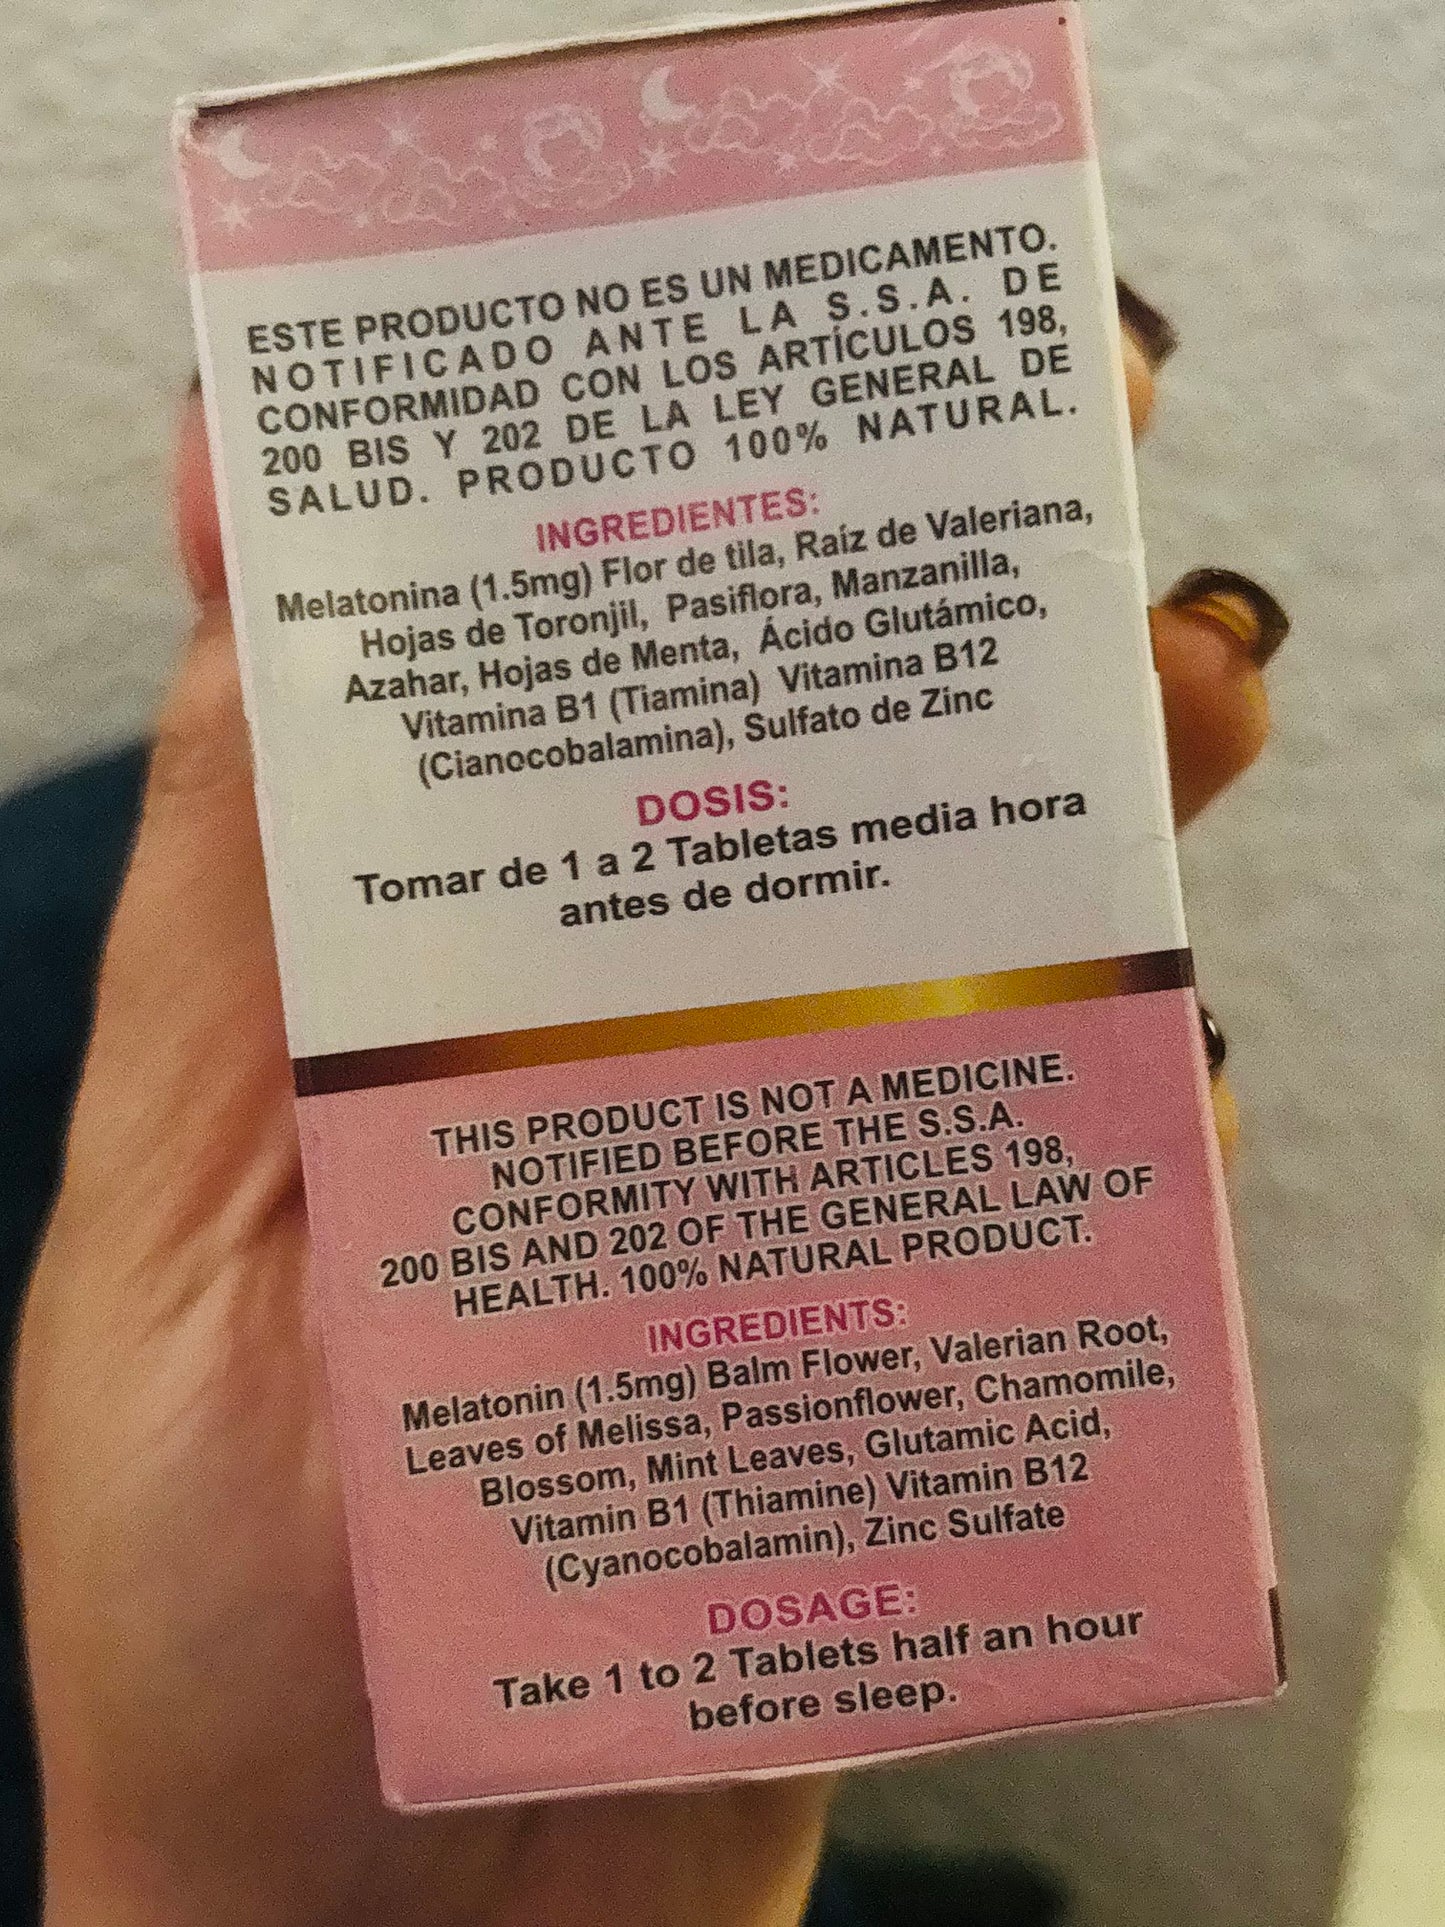 ESTE PRODUCTO NO ES UN MEDICAMENTO.
NOTIFICADO ANTE LA S.S.A. DE
CONFORMIDAD CON LOS ARTÍCULOS 198,
200 BIS Y 202 DE LA LEY GENERAL DE
SALUD. PRODUCTO 100% NATURAL.
INGREDIENTES:
Melatonina (1.5mg) Flor de tila, Raíz de Valeriana,
Hojas de Toronjil, Pasiflora, Manzanilla,
Azahar, Hojas de Menta, Ácido Glutámico,
Vitamina B1 (Tiamina) Vitamina B12
(Cianocobalamina), Sulfato de Zinc
DOSIS:
Tomar de 1 a 2 Tabletas media hora
antes de dormir.
THIS PRODUCT IS NOT A MEDICINE.
NOTIFIED BEFORE THE S.S.A.
CONFORMITY WITH ARTICLES 198,
200 BIS AND 202 OF THE GENERAL LAW OF
HEALTH. 100% NATURAL PRODUCT.
INGREDIENTS:
Melatonin (1.5mg) Balm Flower, Valerian Root,
Leaves of Melissa, Passionflower, Chamomile,
Blossom, Mint Leaves, Glutamic Acid,
Vitamin B1 (Thiamine) Vitamin B12
(Cyanocobalamin), Zinc Sulfate
DOSAGE:
Take 1 to 2 Tablets half an hour
before sleep.